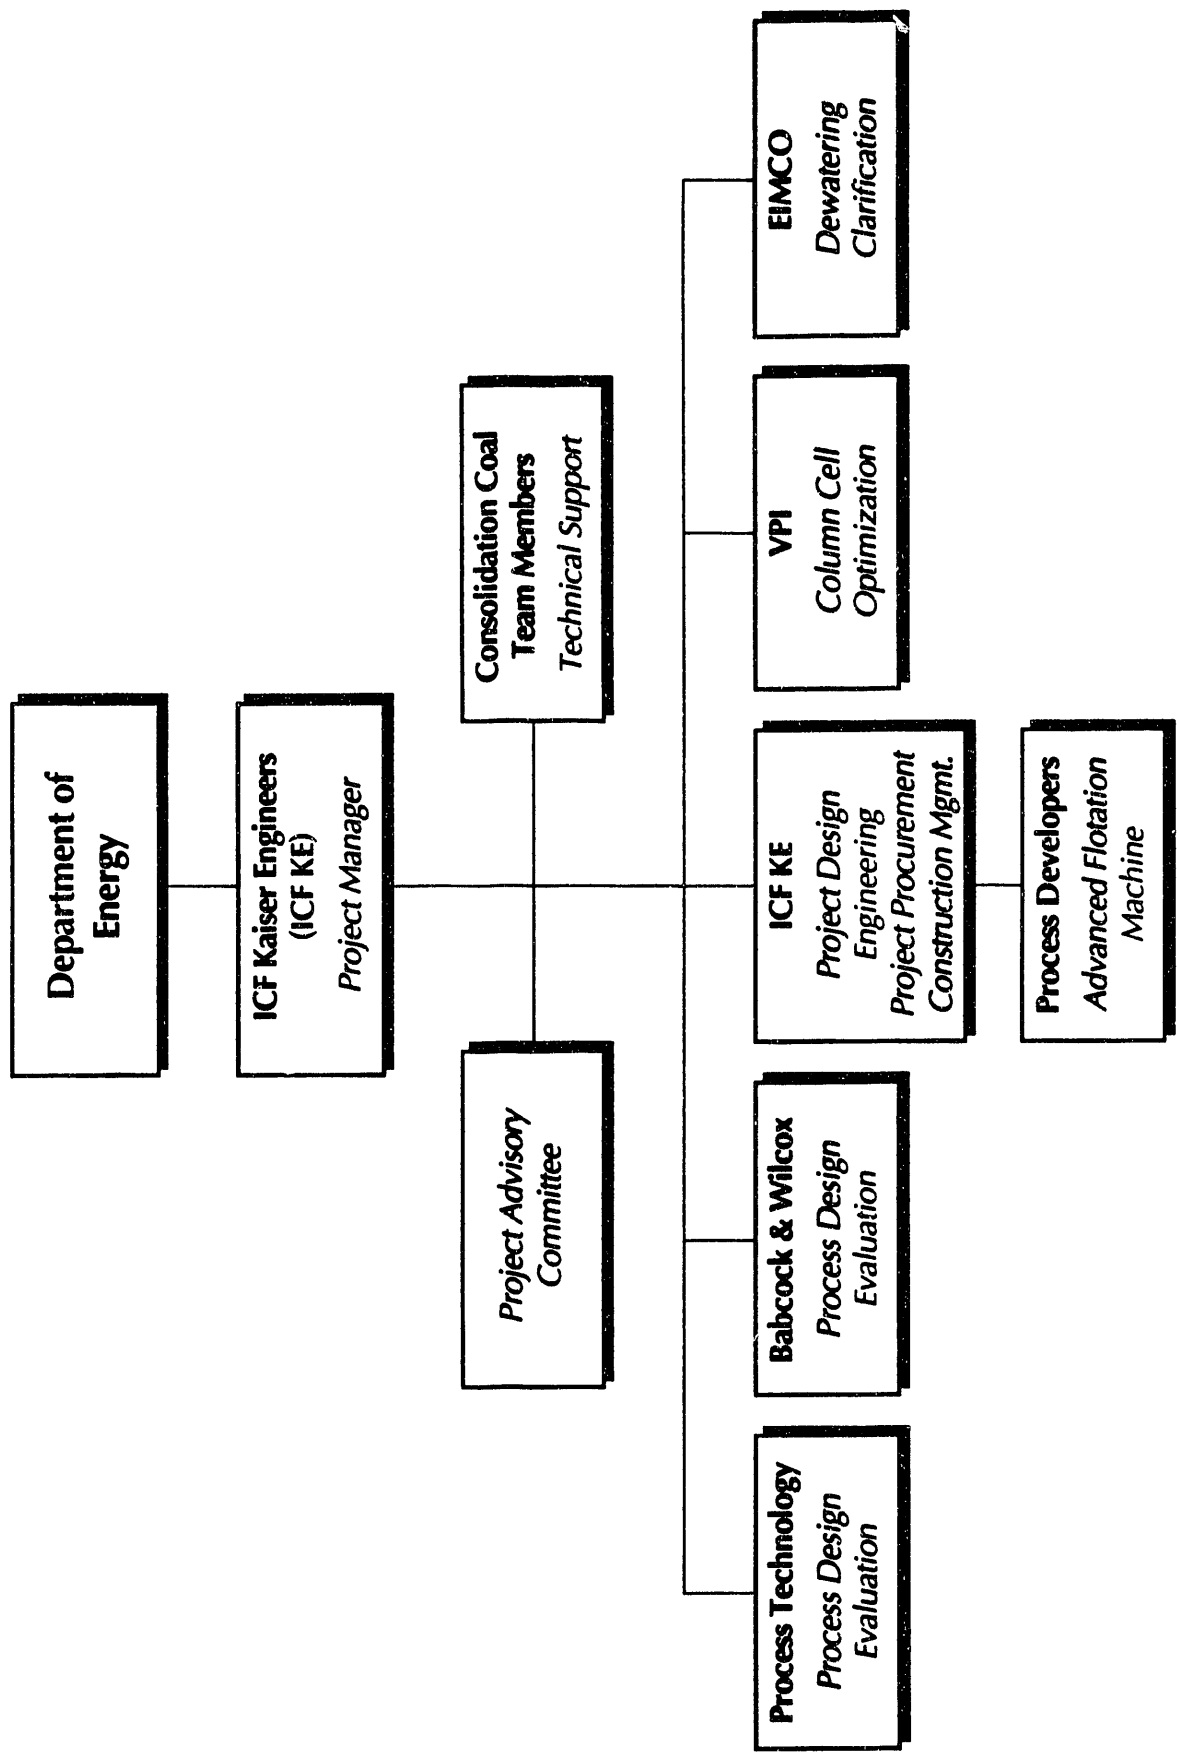 Department of
Energy
ICF Kaiser Engineers
(ICF KE)
Project Manager
Project Advisory
Committee
Consolidation Coal
Team Members
Technical Support
Process Technology
Process Design
Evaluation
Babcock & Wilcox
Process Design
Evaluation
ICF KE
Project Design
Engineering
Project Procurement
Construction Mgmt.
VPI
Column Cell
Optimization
EIMCO
Dewatering
Clarification
Process Developers
Advanced Flotation
Machine